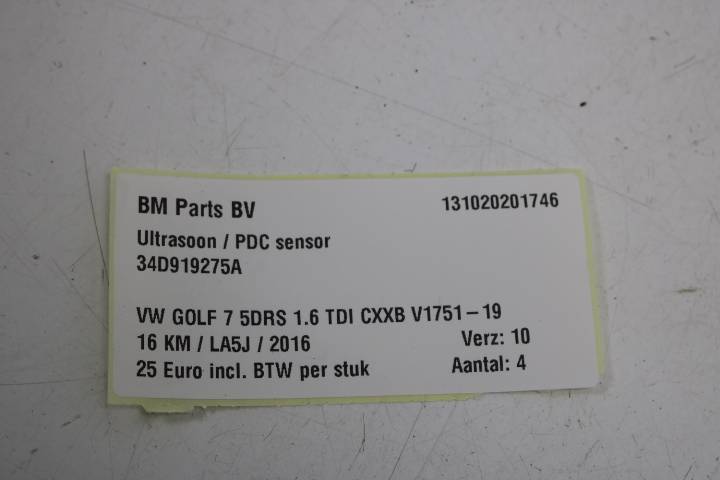 BM Parts BV 131020201746
Ultrasoon / PDC sensor
34D919275A
VW GOLF 7 5DRS 1.6 TDI CXXB V1751-19
16 KM / LA5J / 2016 Verz: 10
25 Euro incl. BTW per stuk Aantal: 4